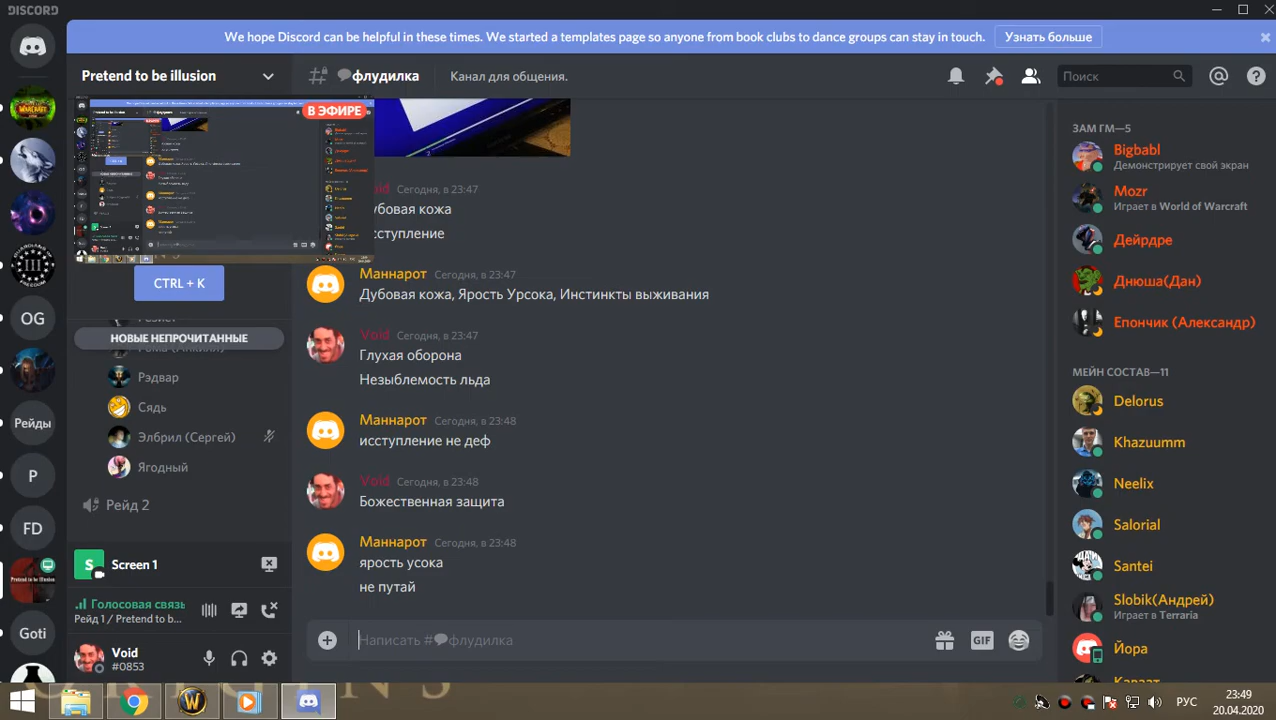 DISCORD
We hope Discord can be helpful in these times. We started a templates page so anyone from book clubs to dance groups can stay in touch.
Узнать больше
Pretend to be illusion
флудилка
Канал для общения.
Поиск
В ЭФИРЕ
CTRL + K
НОВЫЕ НЕПРОЧИТАННЫЕ
Рэдвар
Сядь
Элбрил (Сергей)
Ягодный
Рейд 2
Screen 1
Голосовая связь
Рейд 1 / Pretend to b...
Void
#0853
OG
Рейды
P
FD
Pretend to be illusion
Goti
Сегодня, в 23:47
Маннарот Сегодня, в 23:47
Дубовая кожа, Ярость Урсока, Инстинкты выживания
Void Сегодня, в 23:47
Глухая оборона
Незыблемость льда
Маннарот Сегодня, в 23:48
исступление не деф
Void Сегодня, в 23:48
Божественная защита
Маннарот Сегодня, в 23:48
ярость усока
не путай
Написать #флудилка
GIF
ЗАМ ГМ—5
Bigbabl
Демонстрирует свой экран
Mozr
Играет в World of Warcraft
Дейрдре
Днюша(Дан)
Епончик (Александр)
МЕЙН СОСТАВ—11
Delorus
Khazuumm
Neelix
Salorial
Santei
Slobik(Андрей)
Играет в Terraria
Йора
РУС
23:49
20.04.2020